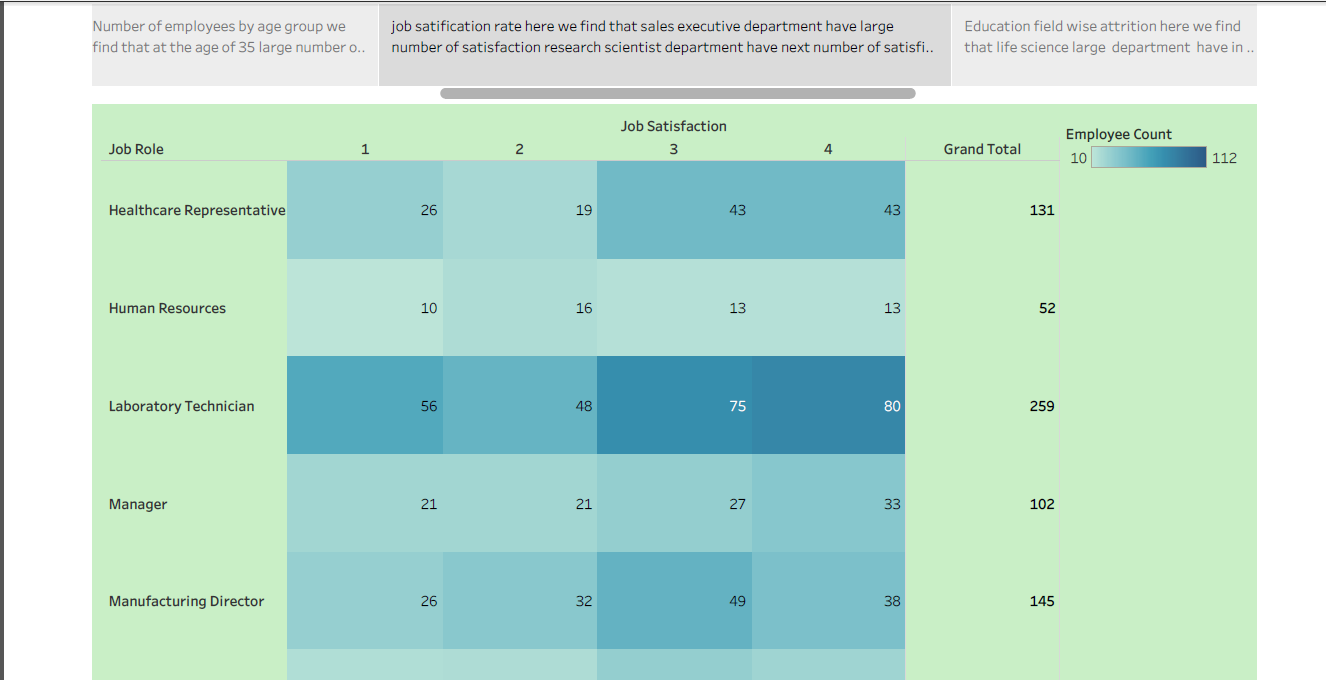 Number of employees by age group we
find that at the age of 35 large number o..
job satification rate here we find that sales executive department have large
number of satisfaction research scientist department have next number of satisfi..
Education field wise attrition here we find
that life science large department have in ..
Job Satisfaction
Job Role 1 2 3 4 Grand Total
Employee Count
10 112
Healthcare Representative 26 19 43 43 131
Human Resources 10 16 13 13 52
Laboratory Technician 56 48 75 80 259
Manager 21 21 27 33 102
Manufacturing Director 26 32 49 38 145